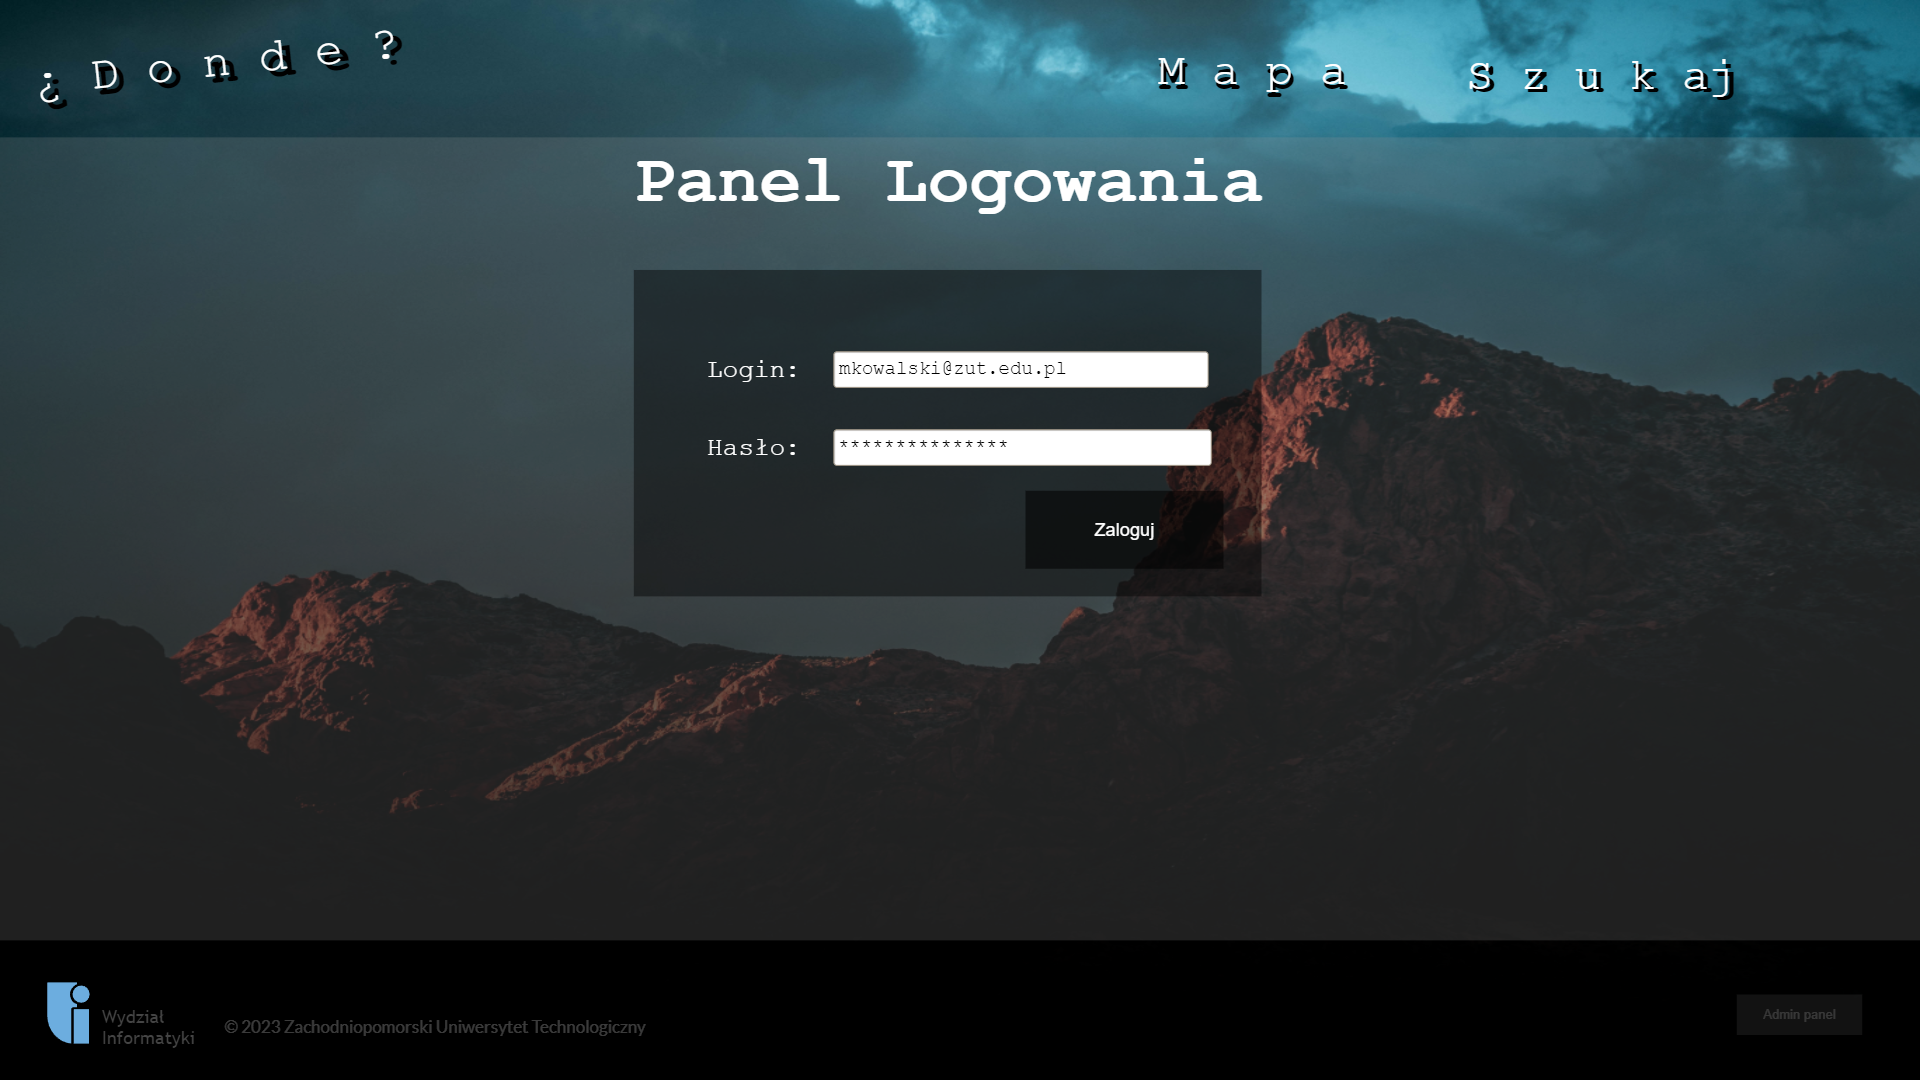 ¿Donde?
Mapa
Szukaj
Panel Logowania
Login:
mkowalski@zut.edu.pl
Hasło:
***************
Zaloguj
Wydział
Informatyki
© 2023 Zachodniopomorski Uniwersytet Technologiczny
Admin panel